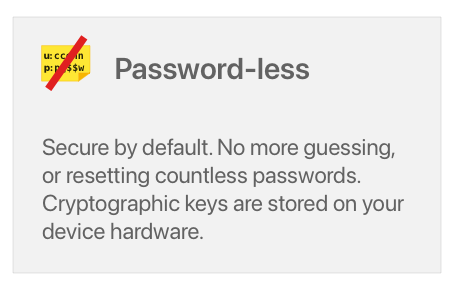 Password-less
Secure by default. No more guessing,
or resetting countless passwords.
Cryptographic keys are stored on your
device hardware.